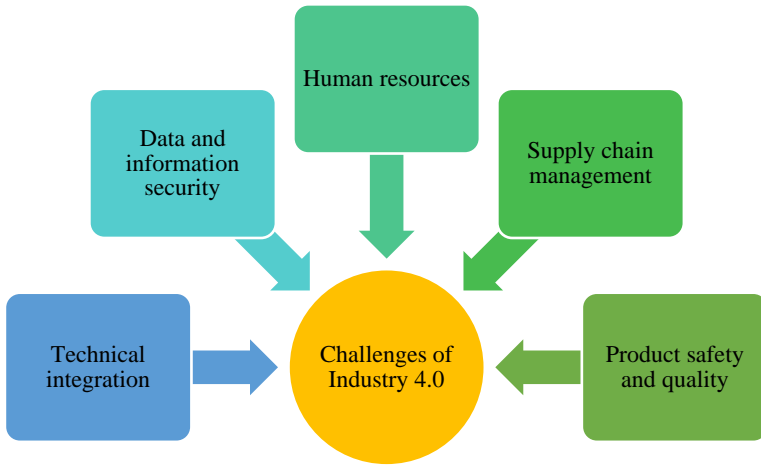 Human resources
Data and
information
security
Supply chain
management
Technical
integration
Challenges of
Industry 4.0
Product safety
and quality